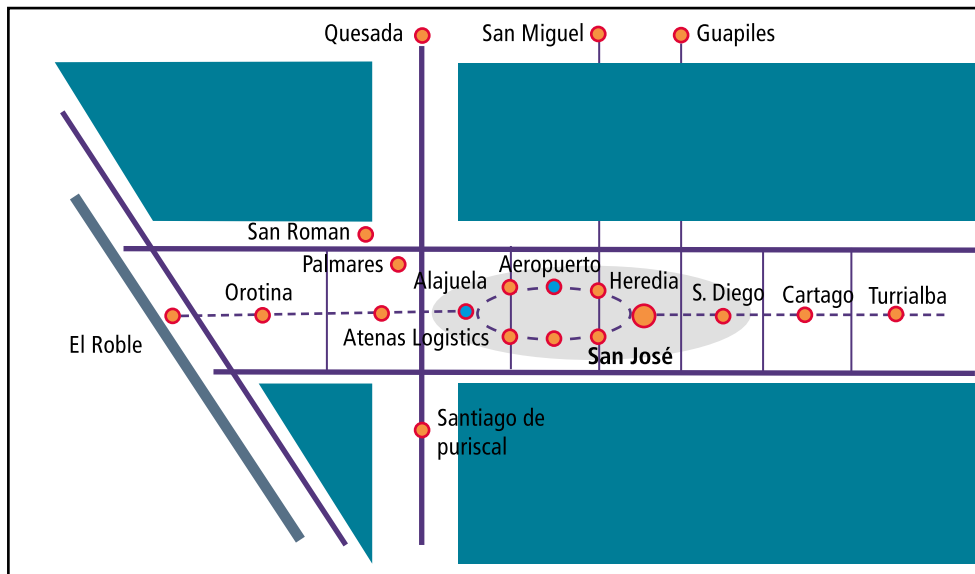 Quesada
San Miguel
Guapiles
San Roman
Palmares
Alajuela
Aeropuerto
Heredia
Orotina
S. Diego
Cartago
Turrialba
El Roble
Atenas Logistics
San José
Santiago de
puriscal